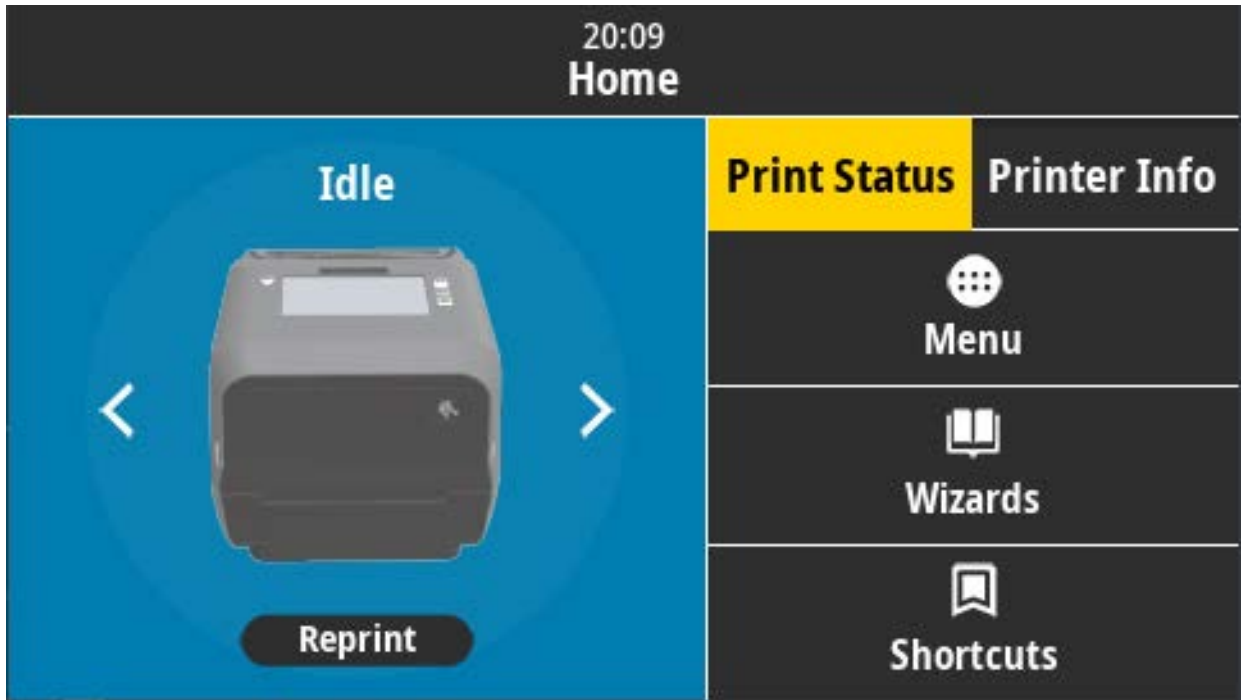 20:09
Home
Idle
Print Status
Printer Info
Menu
Wizards
Shortcuts
Reprint